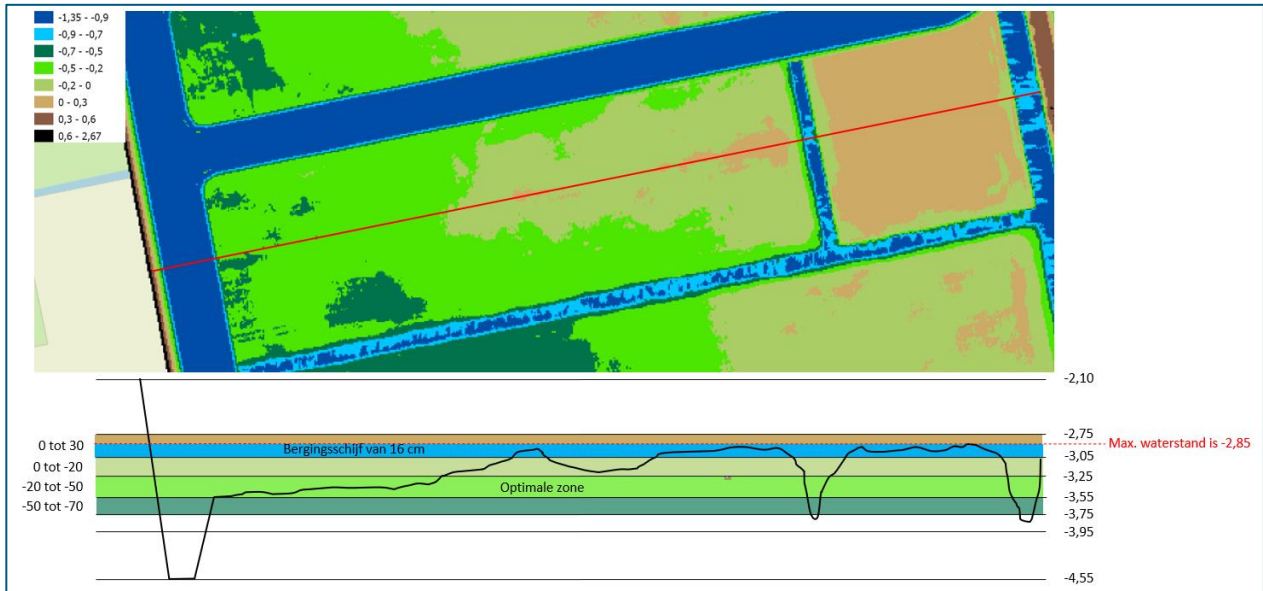 -1,35 - -0,9
-0,9 - -0,7
-0,7 - -0,5
-0,5 - -0,2
-0,2 - 0
0 - 0,3
0,3 - 0,6
0,6 - 2,67
-2,10
-2,75
0 tot 30
Bergingsschijf van 16 cm
Max. waterstand is -2,85
-3,05
0 tot -20
-3,25
-20 tot -50
Optimale zone
-3,55
-50 tot -70
-3,75
-3,95
-4,55